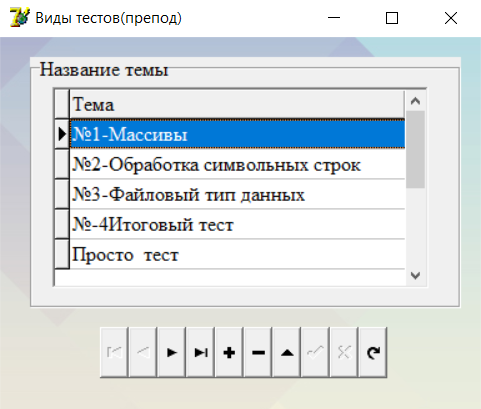 Виды тестов(препод)
Название темы
Тема
№1-Массивы
№2-Обработка символьных строк
№3-Файловый тип данных
№-4Итоговый тест
Просто  тест